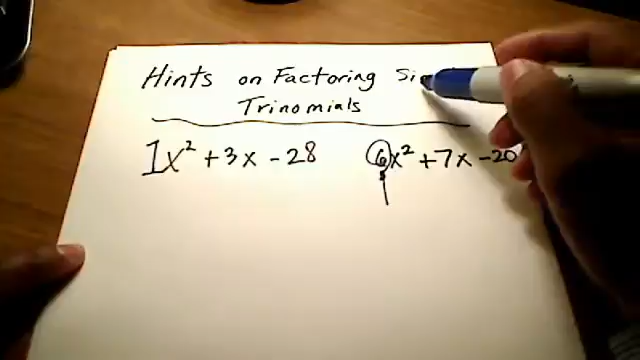 Hints on Factoring
Trinomials
1x² + 3x - 28
6x² + 7x - 20